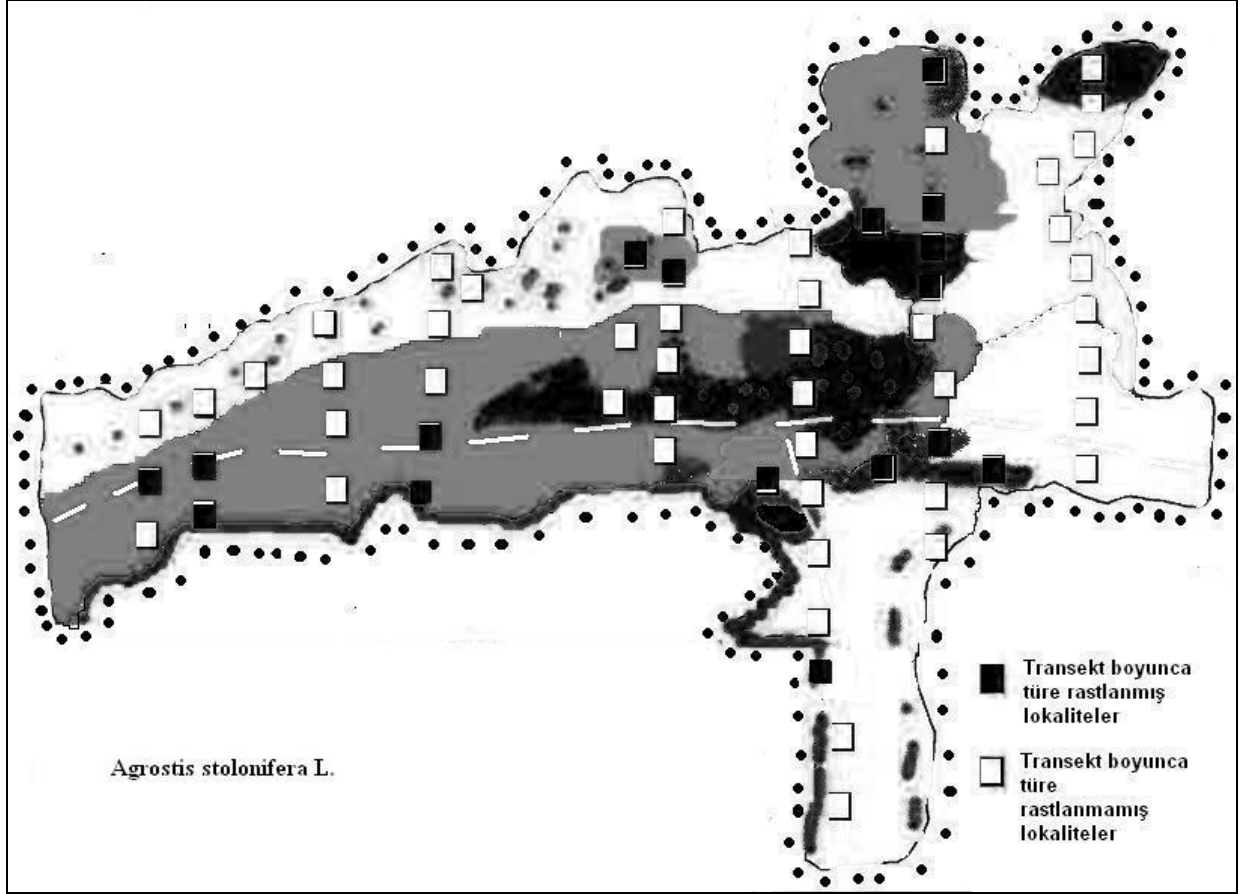 Transekt boyunca
türe rastlanmış
lokaliteler
Transekt boyunca
türe
rastlanmamış
lokaliteler
Agrostis stolonifera L.